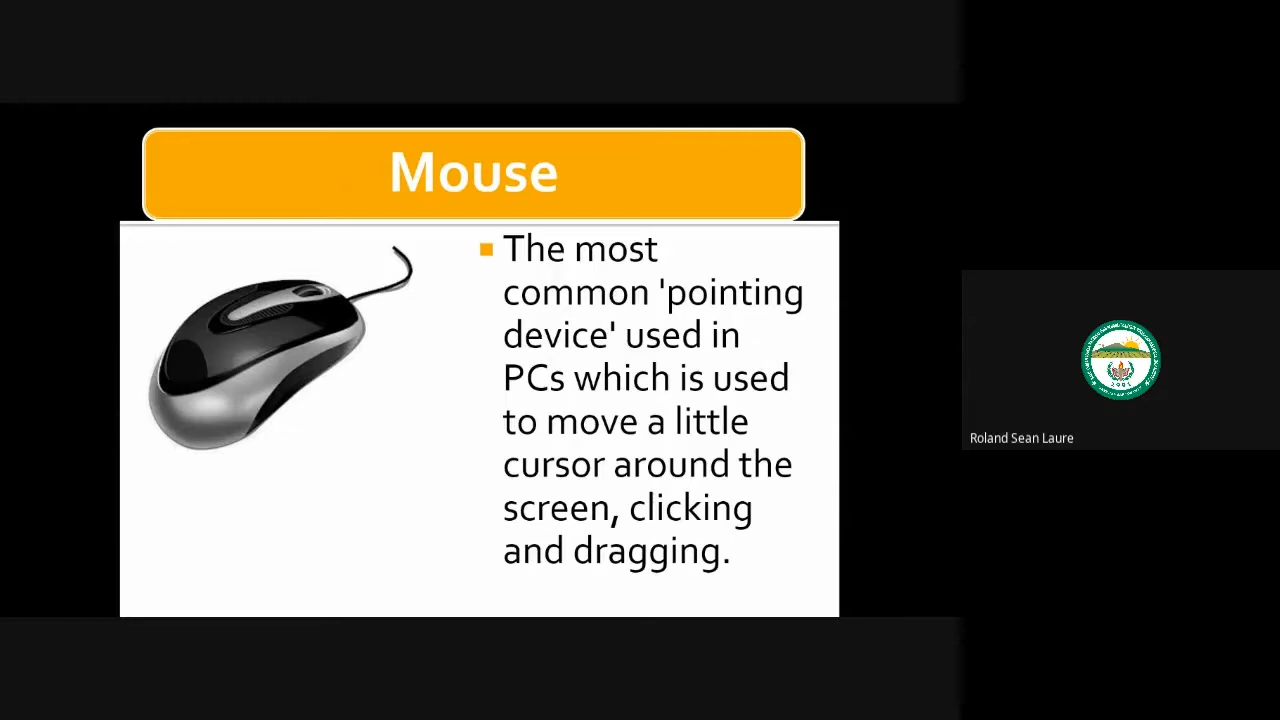 Mouse
The most
common 'pointing
device' used in
PCs which is used
to move a little
cursor around the
screen, clicking
and dragging.
Roland Sean Laure